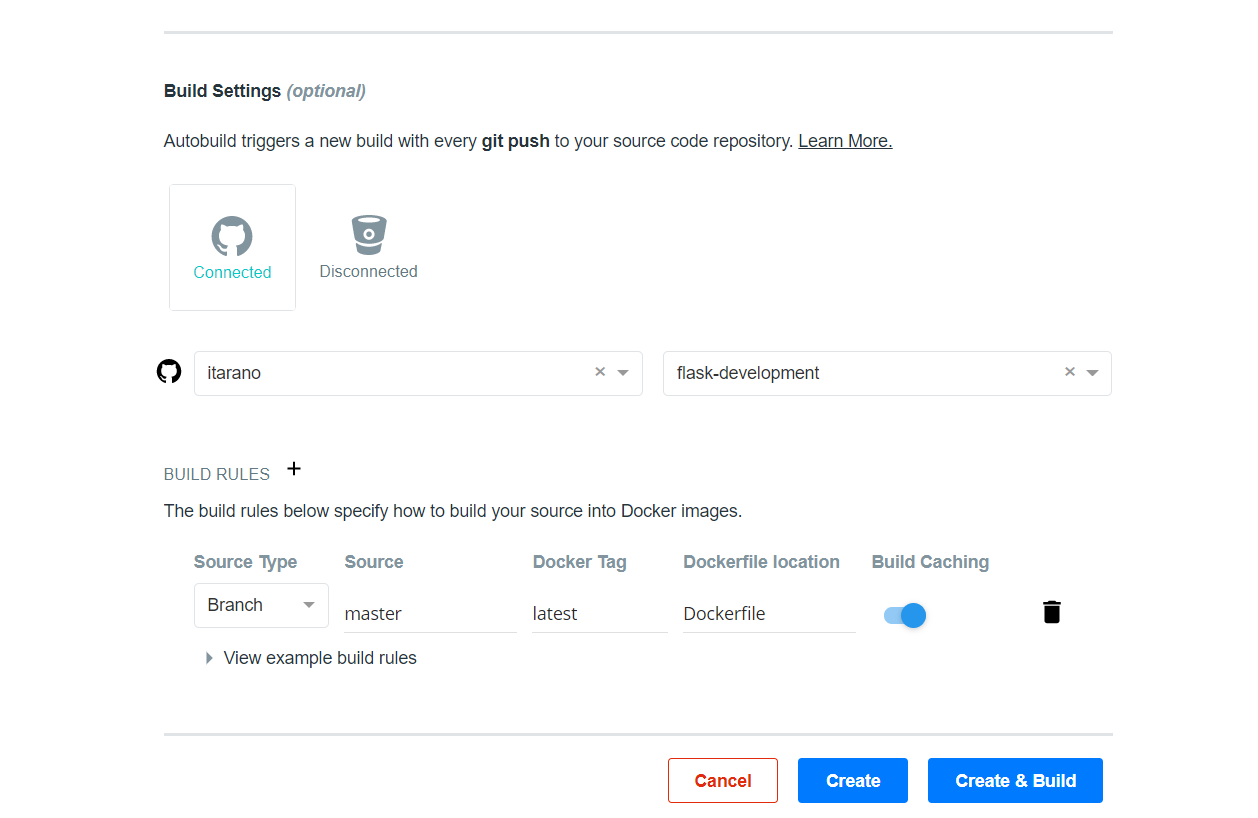 Build Settings (optional)
Autobuild triggers a new build with every git push to your source code repository. Learn More.
Connected
Disconnected
itarano
flask-development
BUILD RULES +
The build rules below specify how to build your source into Docker images.
Source Type Source Docker Tag Dockerfile location Build Caching
Branch master latest Dockerfile
View example build rules
Cancel Create Create & Build